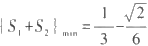 {S₁+S₂}min = 1/3 - √2/6